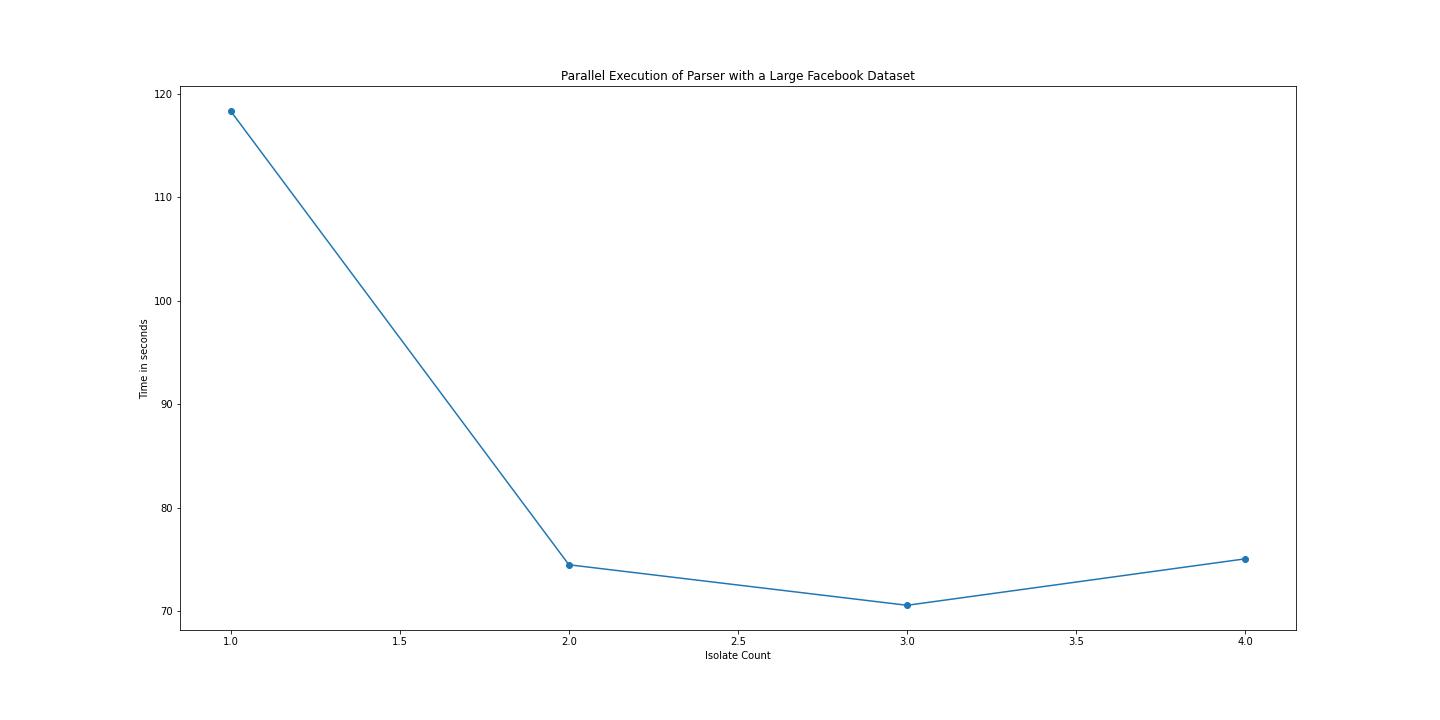 Parallel Execution of Parser with a Large Facebook Dataset
120
110
100
90
80
70
Time in seconds
1.0 1.5 2.0 2.5 3.0 3.5 4.0
Isolate Count